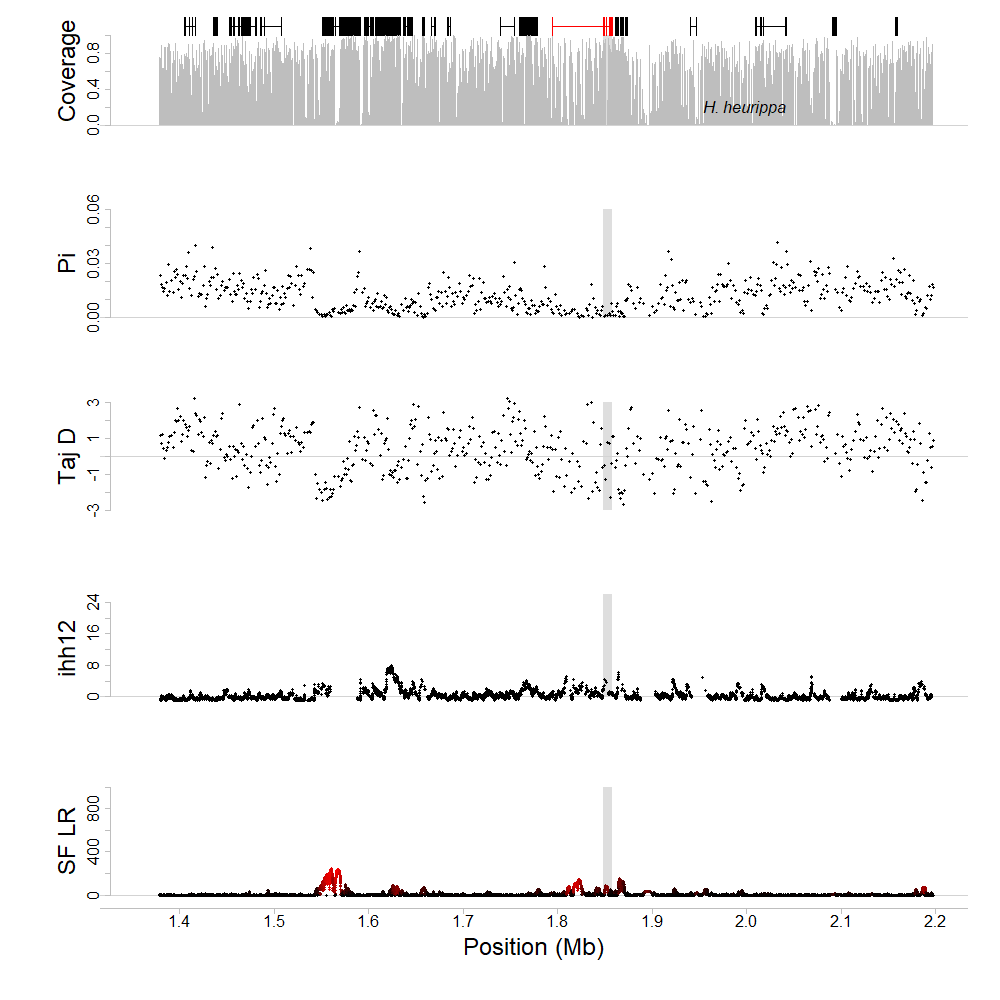 Coverage
0.0 0.4 0.8
H. heurippa
Pi
0.00 0.03 0.06
Taj D
-3 -1 1 3
ihh12
0 8 16 24
SF LR
0 400 800
1.4 1.5 1.6 1.7 1.8 1.9 2.0 2.1 2.2
Position (Mb)